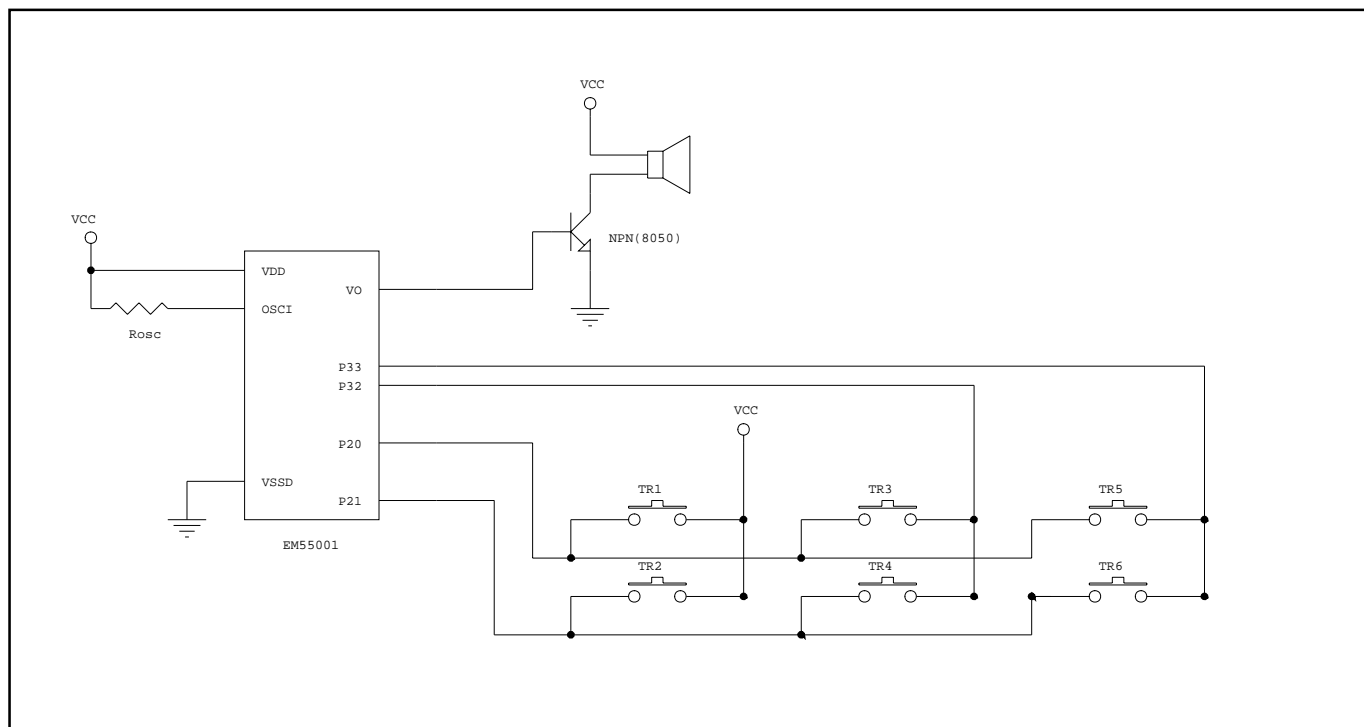 VCC
VCC
NPN(8050)
VDD
VO
OSCI
Rosc
P33
P32
VCC
P20
VSSD
P21
TR1
TR3
TR5
EM55001
TR2
TR4
TR6